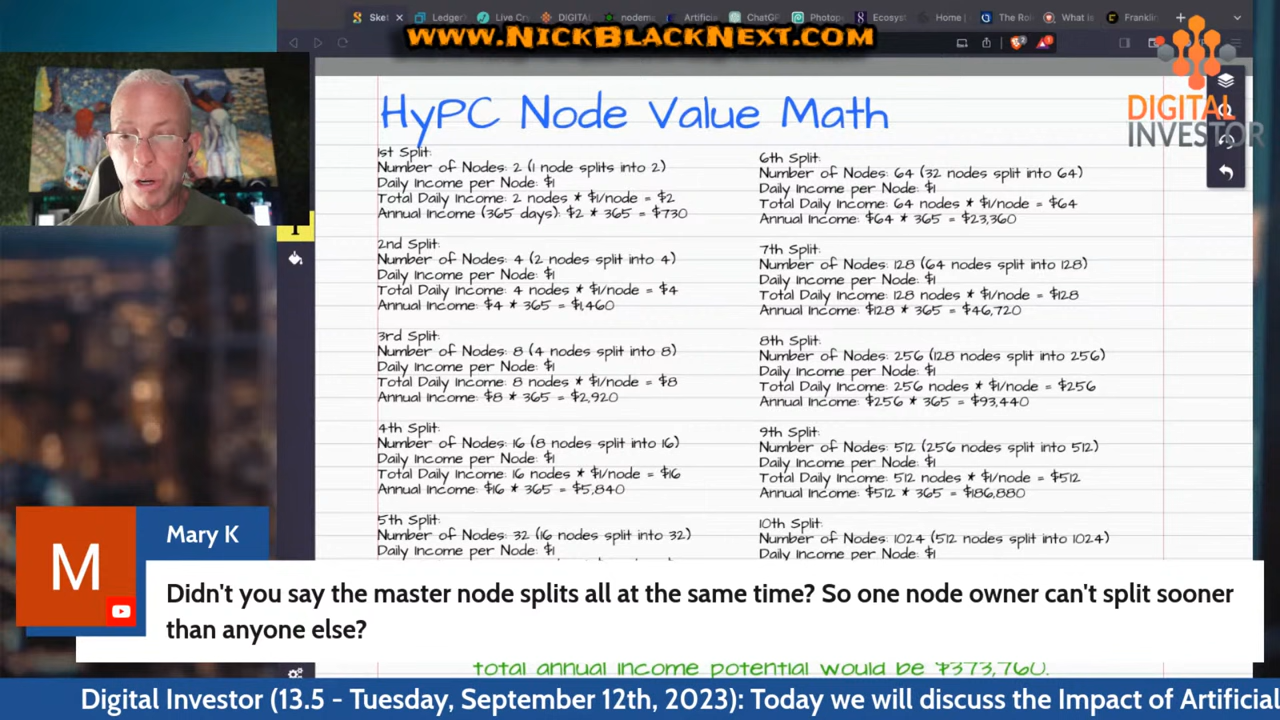 Sket
Ledger
Live Cry
DIGITAL
nodem
Artificia
ChatGF
Photop
Ecosyst
Home |
The Rol
What is
Franklin
www.NickBlackNext.com
DIGITAL
INVESTOR
HyPC Node Value Math
1st Split:
Number of Nodes: 2 (1 node splits into 2)
Daily Income per Node: $1
Total Daily Income: 2 nodes * $1/node = $2
Annual Income (365 days): $2 * 365 = $730
2nd Split:
Number of Nodes: 4 (2 nodes split into 4)
Daily Income per Node: $1
Total Daily Income: 4 nodes * $1/node = $4
Annual Income: $4 * 365 = $1,460
3rd Split:
Number of Nodes: 8 (4 nodes split into 8)
Daily Income per Node: $1
Total Daily Income: 8 nodes * $1/node = $8
Annual Income: $8 * 365 = $2,920
4th Split:
Number of Nodes: 16 (8 nodes split into 16)
Daily Income per Node: $1
Total Daily Income: 16 nodes * $1/node = $16
Annual Income: $16 * 365 = $5,840
5th Split:
Number of Nodes: 32 (16 nodes split into 32)
Daily Income per Node: $1
6th Split:
Number of Nodes: 64 (32 nodes split into 64)
Daily Income per Node: $1
Total Daily Income: 64 nodes * $1/node = $64
Annual Income: $64 * 365 = $23,360
7th Split:
Number of Nodes: 128 (64 nodes split into 128)
Daily Income per Node: $1
Total Daily Income: 128 nodes * $1/node = $128
Annual Income: $128 * 365 = $46,720
8th Split:
Number of Nodes: 256 (128 nodes split into 256)
Daily Income per Node: $1
Total Daily Income: 256 nodes * $1/node = $256
Annual Income: $256 * 365 = $93,440
9th Split:
Number of Nodes: 512 (256 nodes split into 512)
Daily Income per Node: $1
Total Daily Income: 512 nodes * $1/node = $512
Annual Income: $512 * 365 = $186,880
10th Split:
Number of Nodes: 1024 (512 nodes split into 1024)
Daily Income per Node: $1
M
Mary K
Didn't you say the master node splits all at the same time? So one node owner can't split sooner
than anyone else?
total annual income potential would be $373,760.
Digital Investor (13.5 - Tuesday, September 12th, 2023): Today we will discuss the Impact of Artificial